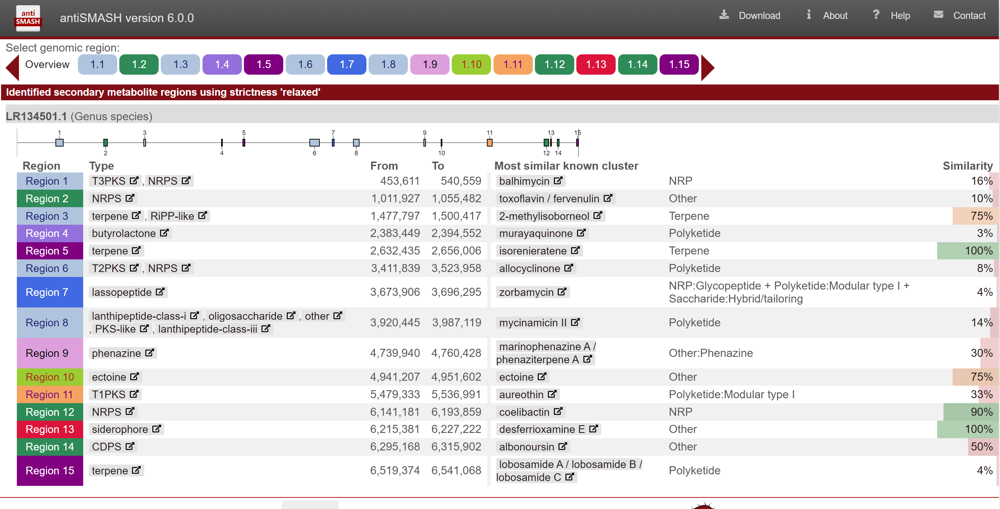 anti
SMASH
antiSMASH version 6.0.0
Download
About
Help
Contact
Select genomic region:
Overview 1.1 1.2 1.3 1.4 1.5 1.6 1.7 1.8 1.9 1.10 1.11 1.12 1.13 1.14 1.15
Identified secondary metabolite regions using strictness 'relaxed'
LR134501.1 (Genus species)
1 3 5 7 9 11 13 15
2 4 6 8 10 12 14
Region Type From To Most similar known cluster Similarity
Region 1 T3PKS , NRPS 453,611 540,559 balhimycin NRP 16%
Region 2 NRPS 1,011,927 1,055,482 toxoflavin / fervenulin Other 10%
Region 3 terpene , RiPP-like 1,477,797 1,500,417 2-methylisoborneol Terpene 75%
Region 4 butyrolactone 2,383,449 2,394,552 murayaquinone Polyketide 3%
Region 5 terpene 2,632,435 2,656,006 isorenieratene Terpene 100%
Region 6 T2PKS , NRPS 3,411,839 3,523,958 allocyclinone Polyketide 8%
Region 7 lassopeptide 3,673,906 3,696,295 zorbamycin NRP:Glycopeptide + Polyketide:Modular type I +
Saccharide:Hybrid/tailoring 4%
Region 8 lanthipeptide-class-i , oligosaccharide , other
, PKS-like , lanthipeptide-class-iii 3,920,445 3,987,119 mycinamicin II Polyketide 14%
Region 9 phenazine 4,739,940 4,760,428 marinophenazine A /
phenaziterpene A Other:Phenazine 30%
Region 10 ectoine 4,941,207 4,951,602 ectoine Other 75%
Region 11 T1PKS 5,479,333 5,536,991 aureothin Polyketide:Modular type I 33%
Region 12 NRPS 6,141,181 6,193,859 coelibactin NRP 90%
Region 13 siderophore 6,215,381 6,227,222 desferrioxamine E Other 100%
Region 14 CDPS 6,295,168 6,315,902 albonoursin Other 50%
Region 15 terpene 6,519,374 6,541,068 lobosamide A / lobosamide B /
lobosamide C Polyketide 4%